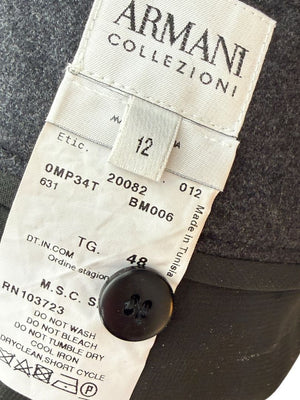 ARMANI
COLLEZIONI
12
Etic.
0MP34T 20082 012
631 BM006
Made in Tunisia
TG. 48
DT.IN.COM
Ordine stagion
M.S.C. S
RN103723
DO NOT WASH
DO NOT BLEACH
DO NOT TUMBLE DRY
COOL IRON
DRYCLEAN, SHORT CYCLE